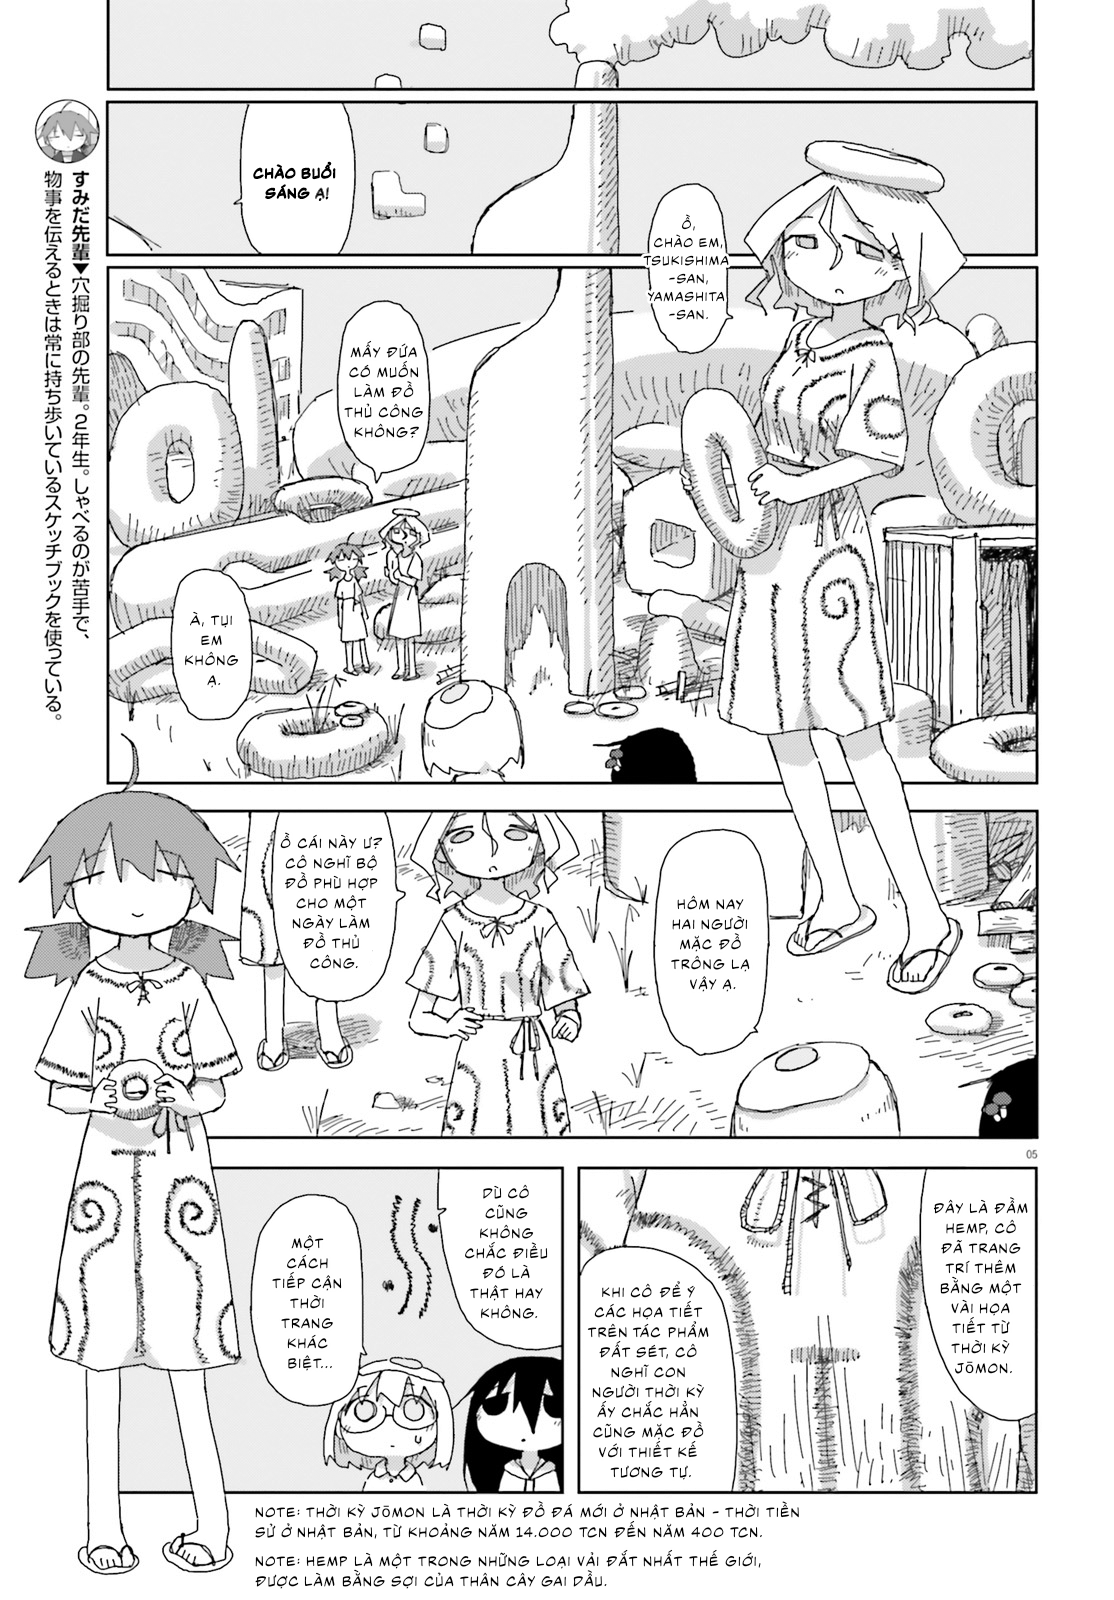 CHÀO BUỔI
SÁNG Ạ!
Ồ,
CHÀO EM,
TSUKISHIMA
-SAN,
YAMASHITA
-SAN.
MẤY ĐỨA
CÓ MUỐN
LÀM ĐỒ
THỦ CÔNG
KHÔNG?
À, TỤI
EM
KHÔNG
Ạ.
すみだ先輩▼穴掘り部の先輩。2年生。しゃべるのが苦手で、
物事を伝えるときは常に持ち歩いているスケッチブックを使っている。
HÔM NAY
HAI NGƯỜI
MẶC ĐỒ
TRÔNG LẠ
VẬY Ạ.
Ồ CÁI NÀY Ư?
CÔ NGHĨ BỘ
ĐỒ PHÙ HỢP
CHO MỘT
NGÀY LÀM
ĐỒ THỦ
CÔNG.
05
ĐÂY LÀ ĐẦM
HEMP, CÔ
ĐÃ TRANG
TRÍ THÊM
BẰNG MỘT
VÀI HỌA
TIẾT TỪ
THỜI KỲ
JŌMON.
KHI CÔ ĐỂ Ý
CÁC HỌA TIẾT
TRÊN TÁC PHẨM
ĐẤT SÉT, CÔ
NGHĨ CON
NGƯỜI THỜI KỲ
ẤY CHẮC HẲN
CŨNG MẶC ĐỒ
VỚI THIẾT KẾ
TƯƠNG TỰ.
DÙ CÔ
CŨNG
KHÔNG
CHẮC ĐIỀU
ĐÓ LÀ
THẬT HAY
KHÔNG.
MỘT
CÁCH
TIẾP CẬN
THỜI
TRANG
KHÁC
BIỆT...
NOTE: THỜI KỲ JŌMON LÀ THỜI KỲ ĐỒ ĐÁ MỚI Ở NHẬT BẢN - THỜI TIỀN
SỬ Ở NHẬT BẢN, TỪ KHOẢNG NĂM 14.000 TCN ĐẾN NĂM 400 TCN.
NOTE: HEMP LÀ MỘT TRONG NHỮNG LOẠI VẢI ĐẮT NHẤT THẾ GIỚI,
ĐƯỢC LÀM BẰNG SỢI CỦA THÂN CÂY GAI DẦU.